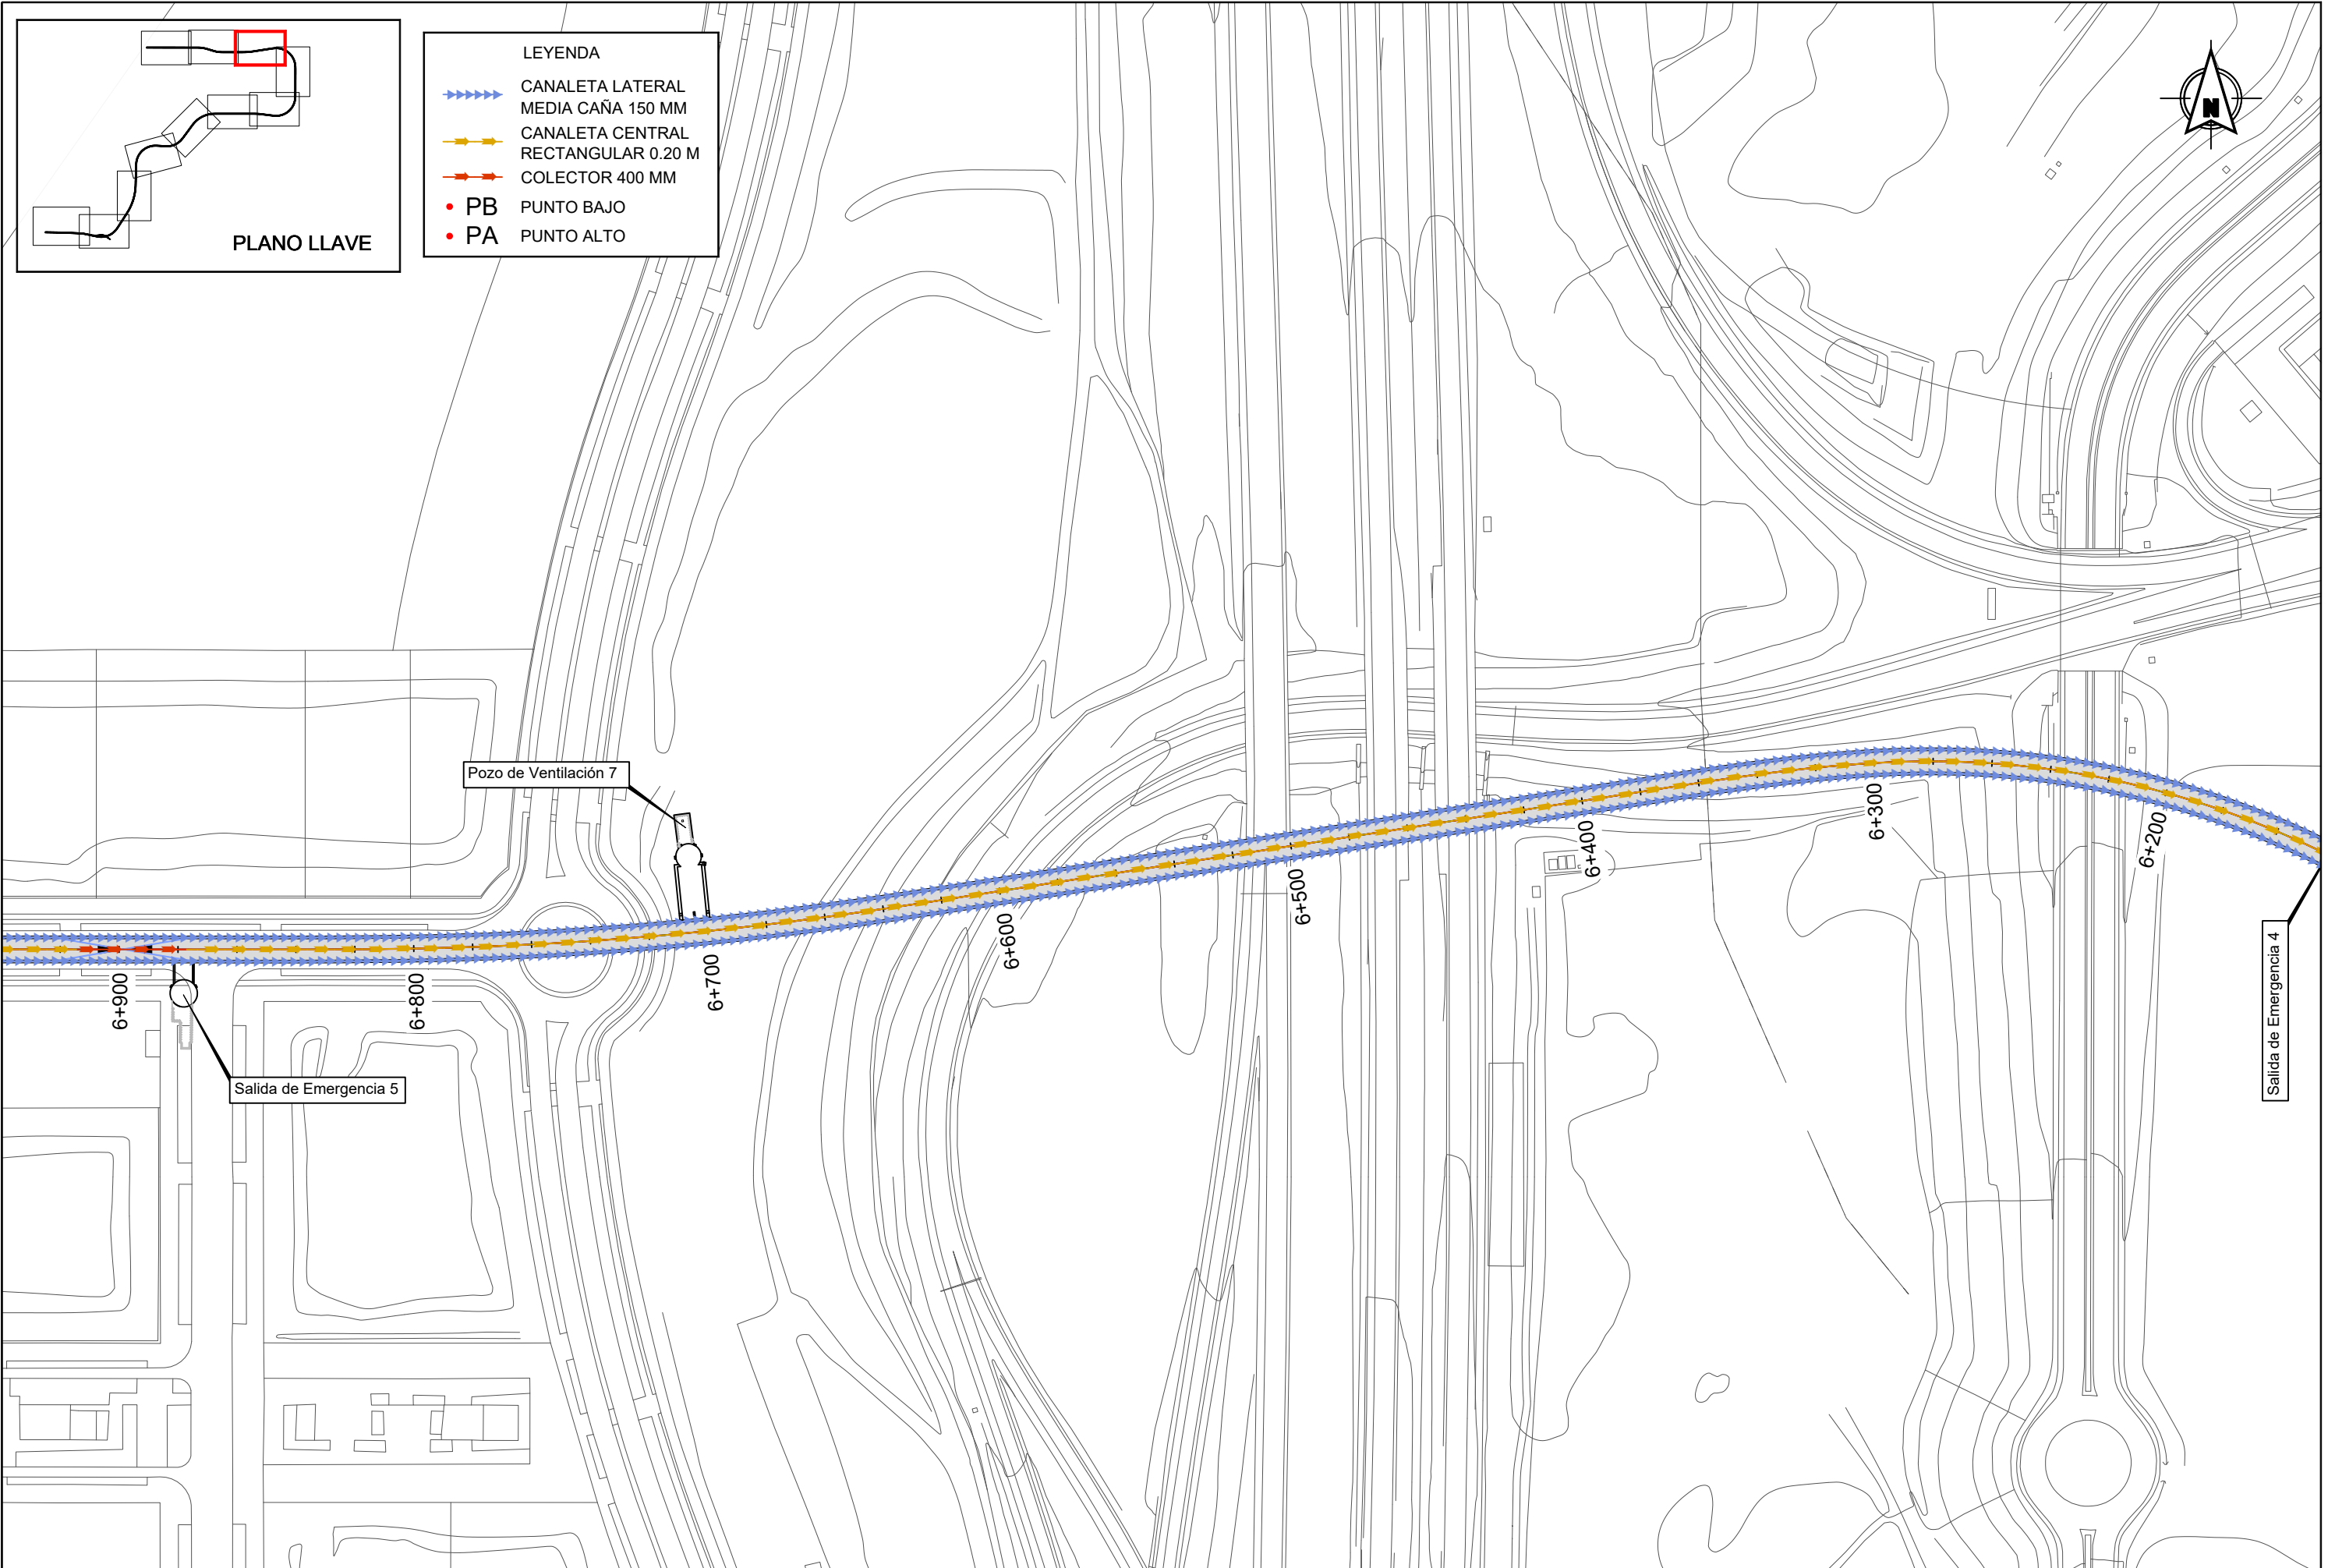 PLANO LLAVE
LEYENDA
CANALETA LATERAL
MEDIA CAÑA 150 MM
CANALETA CENTRAL
RECTANGULAR 0.20 M
COLECTOR 400 MM
PB PUNTO BAJO
PA PUNTO ALTO
N
Pozo de Ventilación 7
6+900
6+800
6+700
6+600
6+500
6+400
6+300
6+200
Salida de Emergencia 5
Salida de Emergencia 4